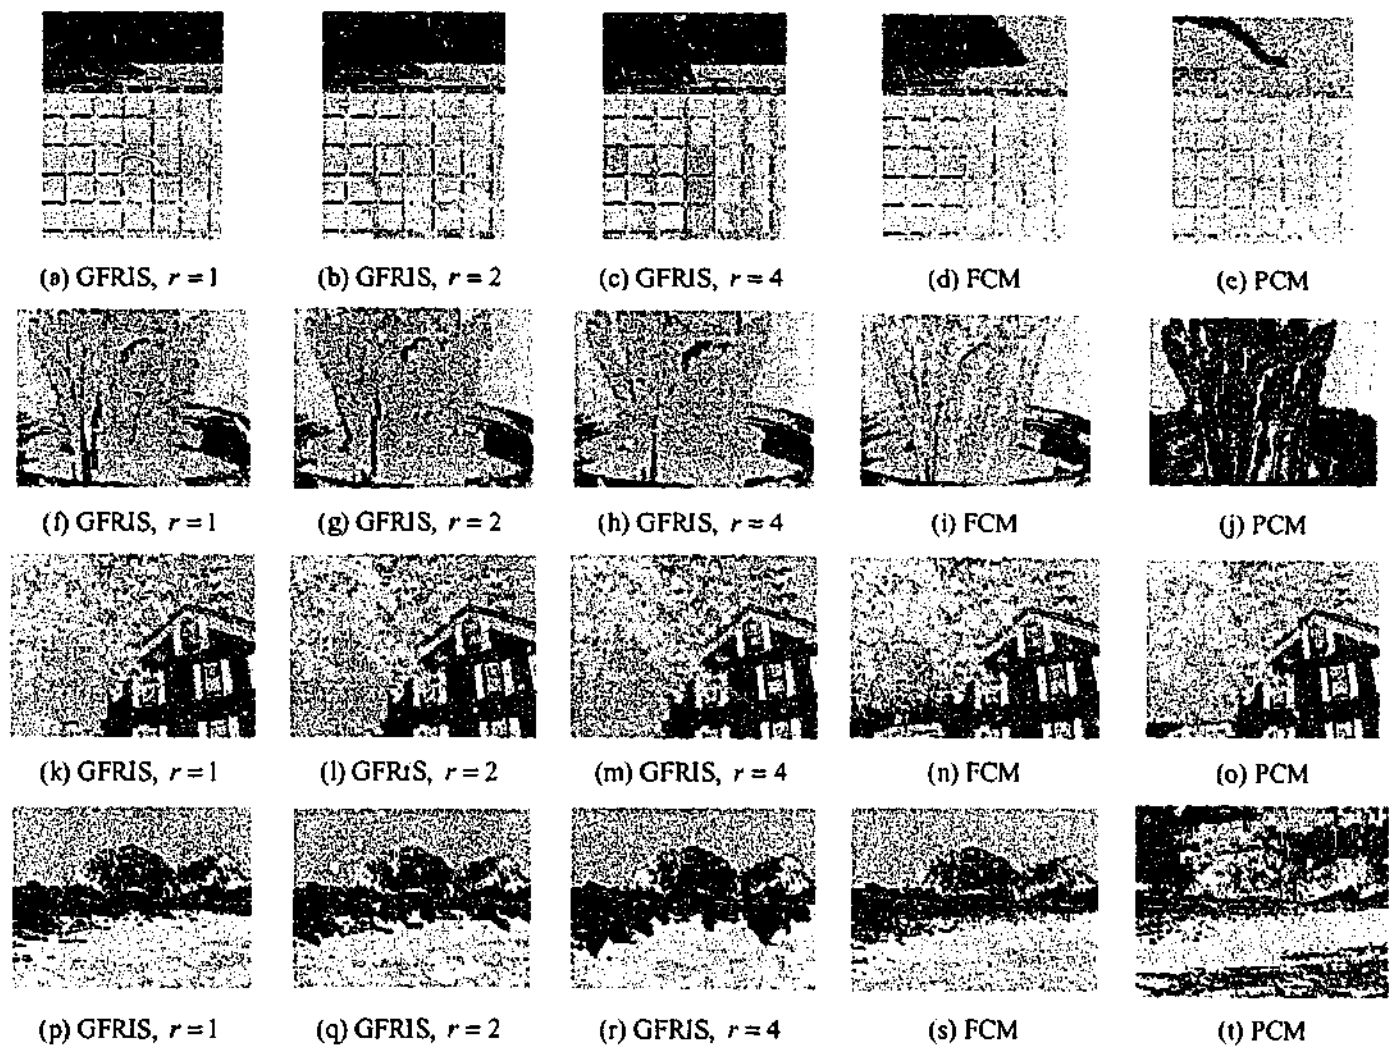 (a) GFRIS, r = 1 (b) GFRIS, r = 2 (c) GFRIS, r = 4 (d) FCM (e) PCM
(f) GFRIS, r = 1 (g) GFRIS, r = 2 (h) GFRIS, r = 4 (i) FCM (j) PCM
(k) GFRIS, r = 1 (l) GFRIS, r = 2 (m) GFRIS, r = 4 (n) FCM (o) PCM
(p) GFRIS, r = 1 (q) GFRIS, r = 2 (r) GFRIS, r = 4 (s) FCM (t) PCM